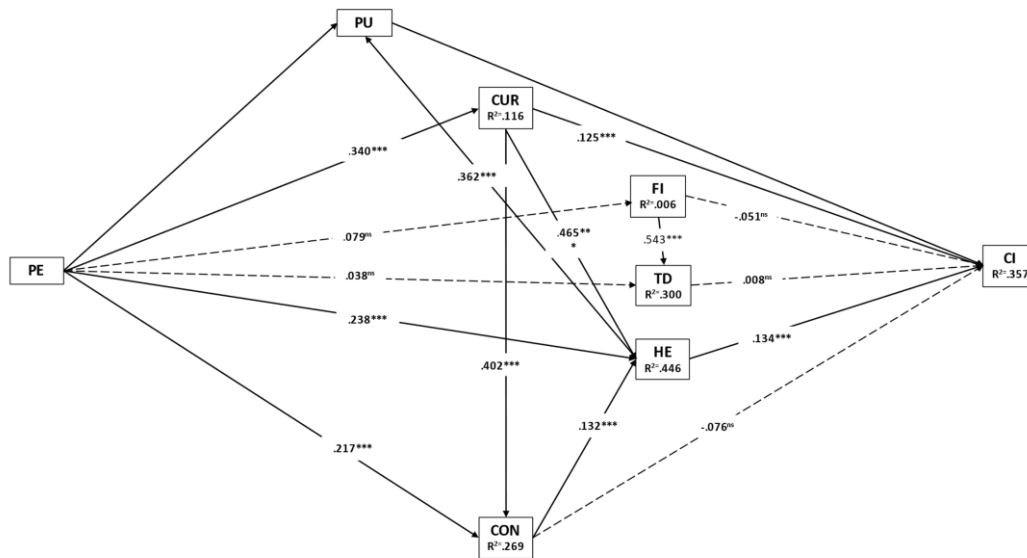 PU
CUR
R²=.116
.125***
.340***
.362***
FI
R²=.006
-.051ⁿˢ
.465**
*
.079ⁿˢ
.543***
PE
.038ⁿˢ
TD
R²=.300
.008ⁿˢ
CI
R²=.357
.238***
HE
R²=.446
.134***
.402***
.132***
-.076ⁿˢ
.217***
CON
R²=.269